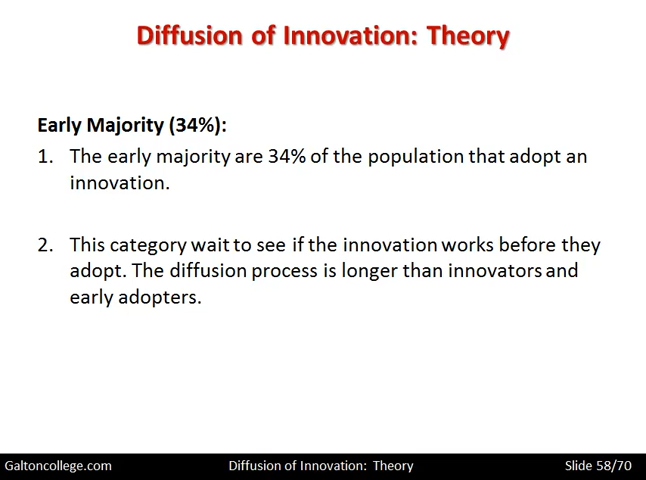 Diffusion of Innovation: Theory
Early Majority (34%):
1. The early majority are 34% of the population that adopt an
innovation.
2. This category wait to see if the innovation works before they
adopt. The diffusion process is longer than innovators and
early adopters.
Galtoncollege.com Diffusion of Innovation: Theory Slide 58/70